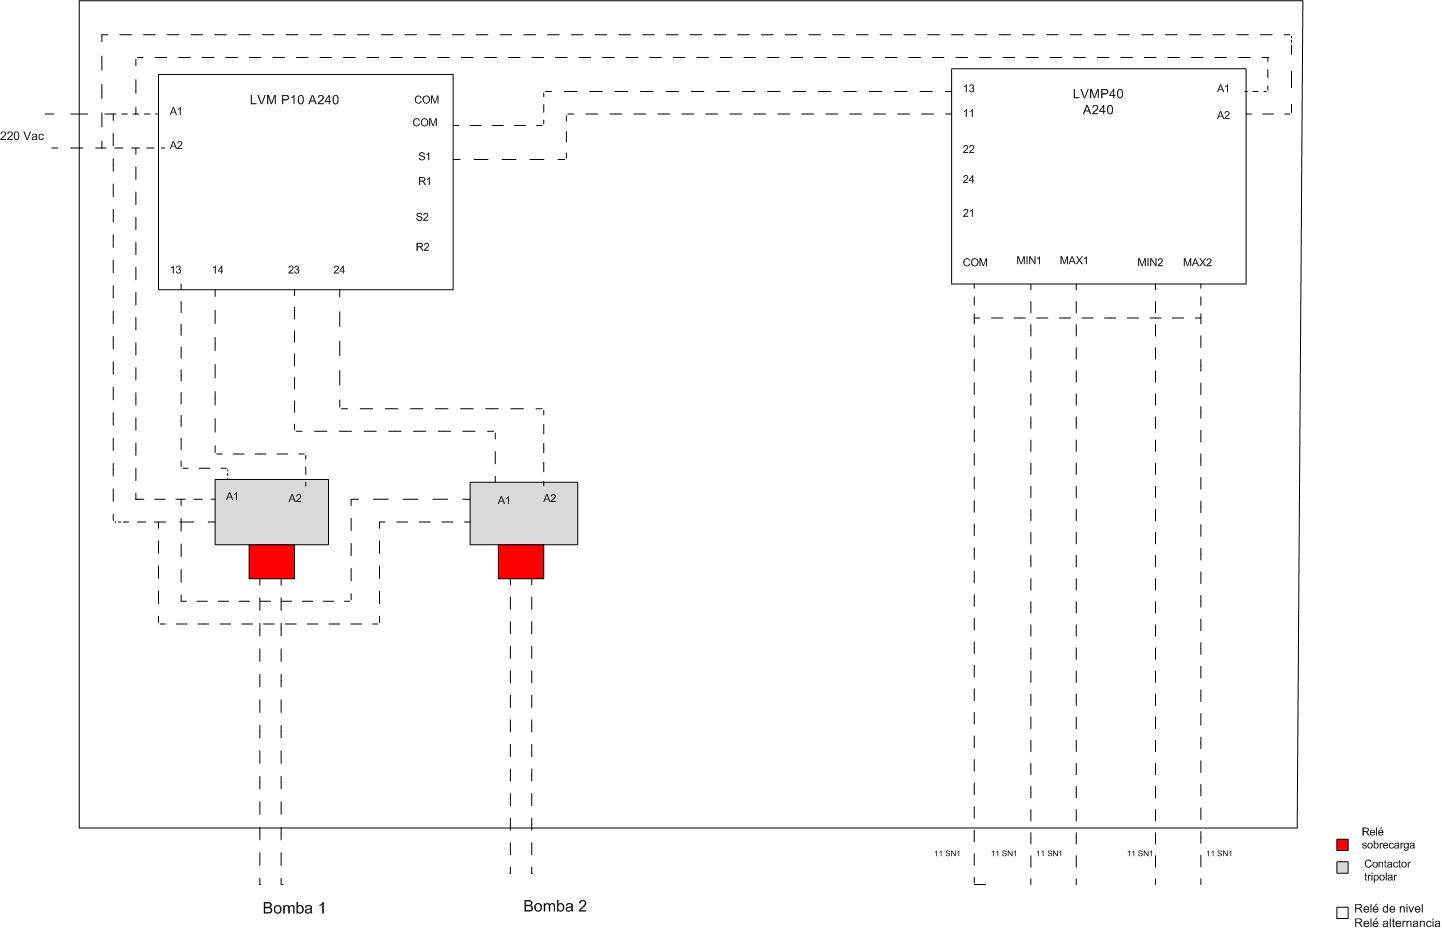 LVM P10 A240
COM
A1
COM
220 Vac
A2
S1
R1
S2
R2
13
14
23
24
LVMP40
A240
13
A1
11
A2
22
24
21
COM
MIN1
MAX1
MIN2
MAX2
A1
A2
A1
A2
11 SN1
11 SN1
11 SN1
11 SN1
11 SN1
Bomba 1
Bomba 2
Relé
sobrecarga
Contactor
tripolar
Relé de nivel
Relé alternancia